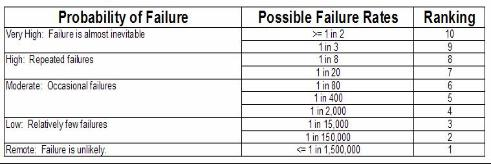 Probability of Failure Possible Failure Rates Ranking
Very High: Failure is almost inevitable >= 1 in 2 10
1 in 3 9
High: Repeated failures 1 in 8 8
1 in 20 7
Moderate: Occasional failures 1 in 80 6
1 in 400 5
1 in 2,000 4
Low: Relatively few failures 1 in 15,000 3
1 in 150,000 2
Remote: Failure is unlikely. <= 1 in 1,500,000 1